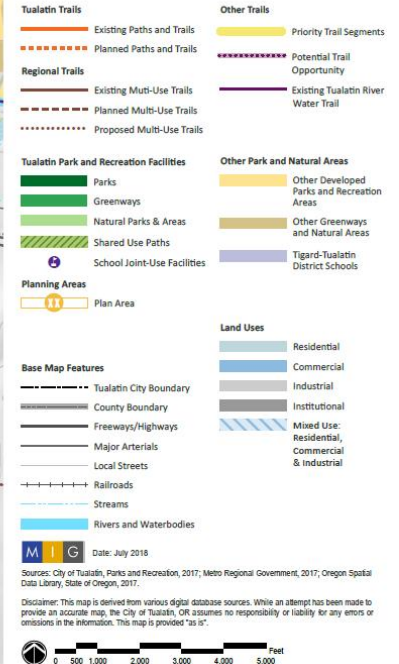 Tualatin Trails
Existing Paths and Trails
Planned Paths and Trails
Regional Trails
Existing Muti-Use Trails
Planned Multi-Use Trails
Proposed Multi-Use Trails
Other Trails
Priority Trail Segments
Potential Trail
Opportunity
Existing Tualatin River
Water Trail
Tualatin Park and Recreation Facilities
Parks
Greenways
Natural Parks & Areas
Shared Use Paths
School Joint-Use Facilities
Planning Areas
Plan Area
Other Park and Natural Areas
Other Developed
Parks and Recreation
Areas
Other Greenways
and Natural Areas
Tigard-Tualatin
District Schools
Land Uses
Residential
Commercial
Industrial
Institutional
Mixed Use:
Residential,
Commercial
& Industrial
Base Map Features
Tualatin City Boundary
County Boundary
Freeways/Highways
Major Arterials
Local Streets
Railroads
Streams
Rivers and Waterbodies
M I G Date: July 2018
Sources: City of Tualatin, Parks and Recreation, 2017; Metro Regional Government, 2017; Oregon Spatial
Data Library, State of Oregon, 2017.
Disclaimer: This map is derived from various digital database sources. While an attempt has been made to
provide an accurate map, the City of Tualatin, OR assumes no responsibility or liability for any errors or
omissions in the information. This map is provided "as is".
Feet
0 500 1,000 2,000 3,000 4,000 5,000